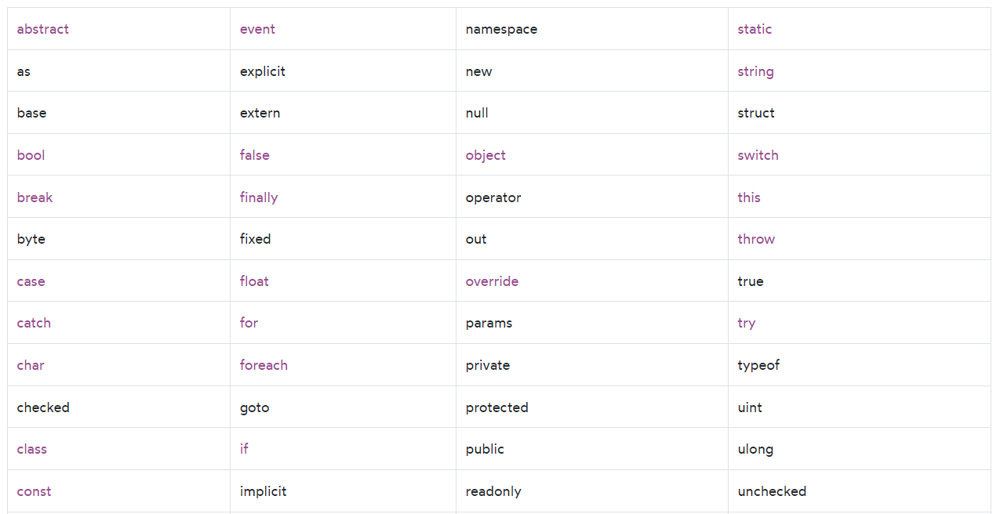 abstract event namespace static
as explicit new string
base extern null struct
bool false object switch
break finally operator this
byte fixed out throw
case float override true
catch for params try
char foreach private typeof
checked goto protected uint
class if public ulong
const implicit readonly unchecked